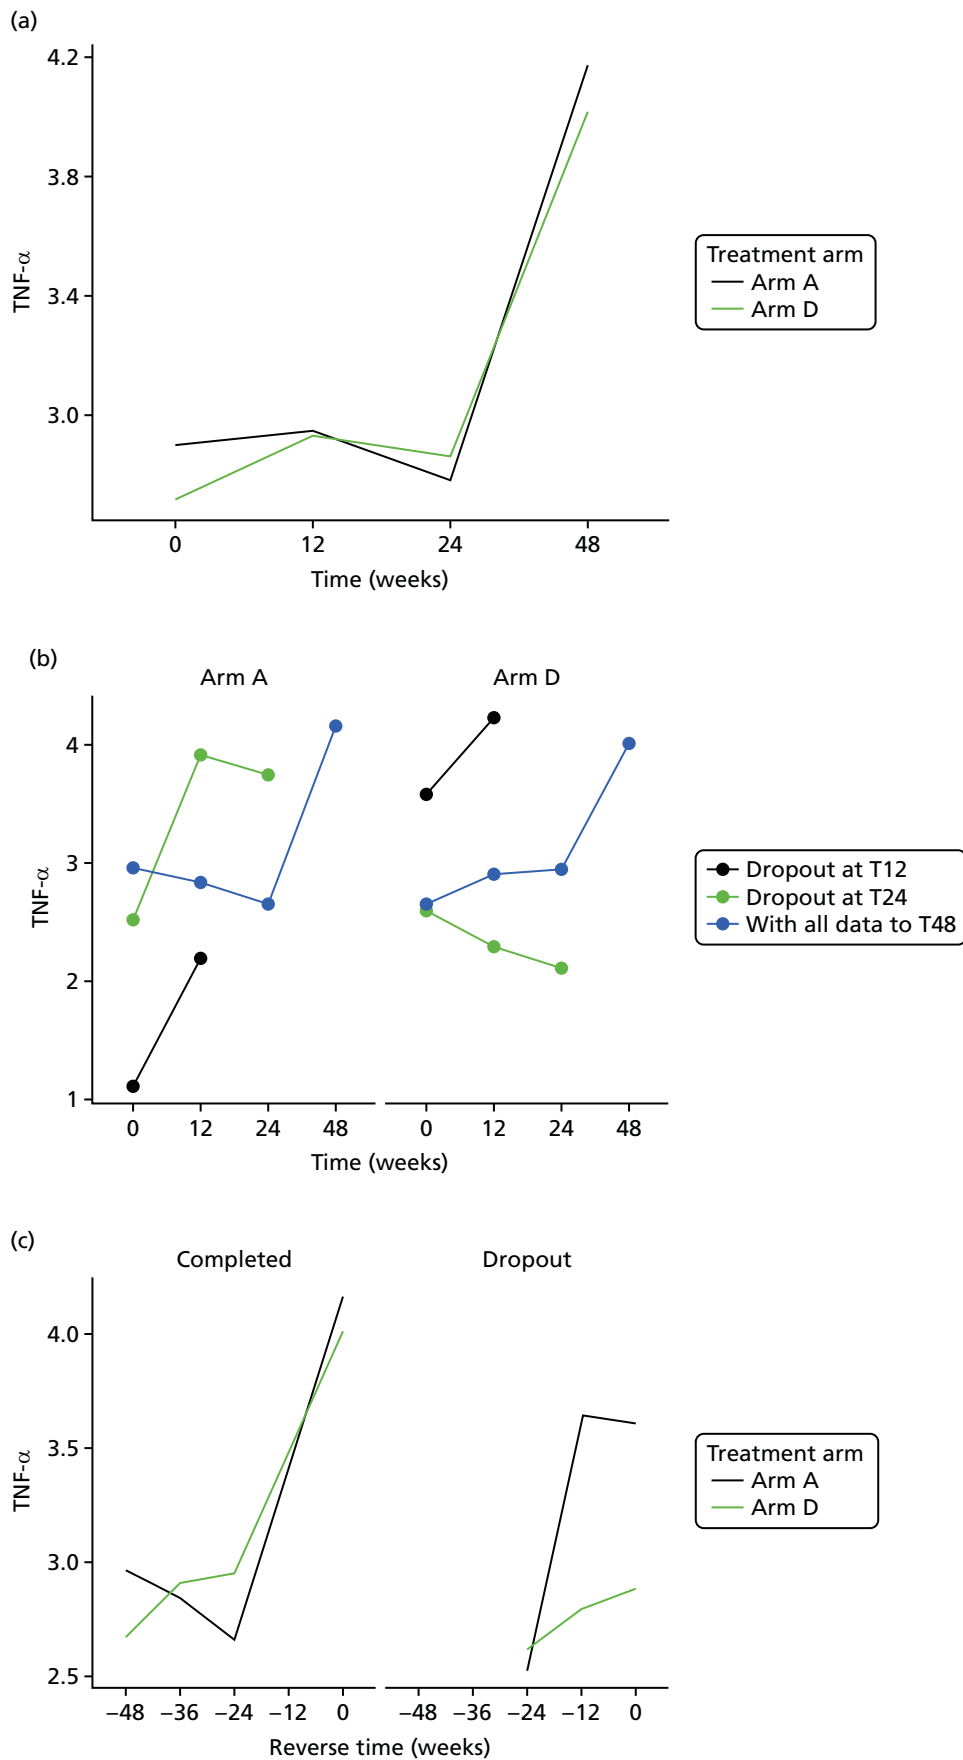 (a)
4.2
3.8
3.4
3.0
TNF-α
0 12 24 48
Time (weeks)
Treatment arm
Arm A
Arm D
(b)
Arm A Arm D
4
3
2
1
TNF-α
0 12 24 48 0 12 24 48
Time (weeks)
Dropout at T12
Dropout at T24
With all data to T48
(c)
Completed Dropout
4.0
3.5
3.0
2.5
TNF-α
−48 −36 −24 −12 0 −48 −36 −24 −12 0
Reverse time (weeks)
Treatment arm
Arm A
Arm D